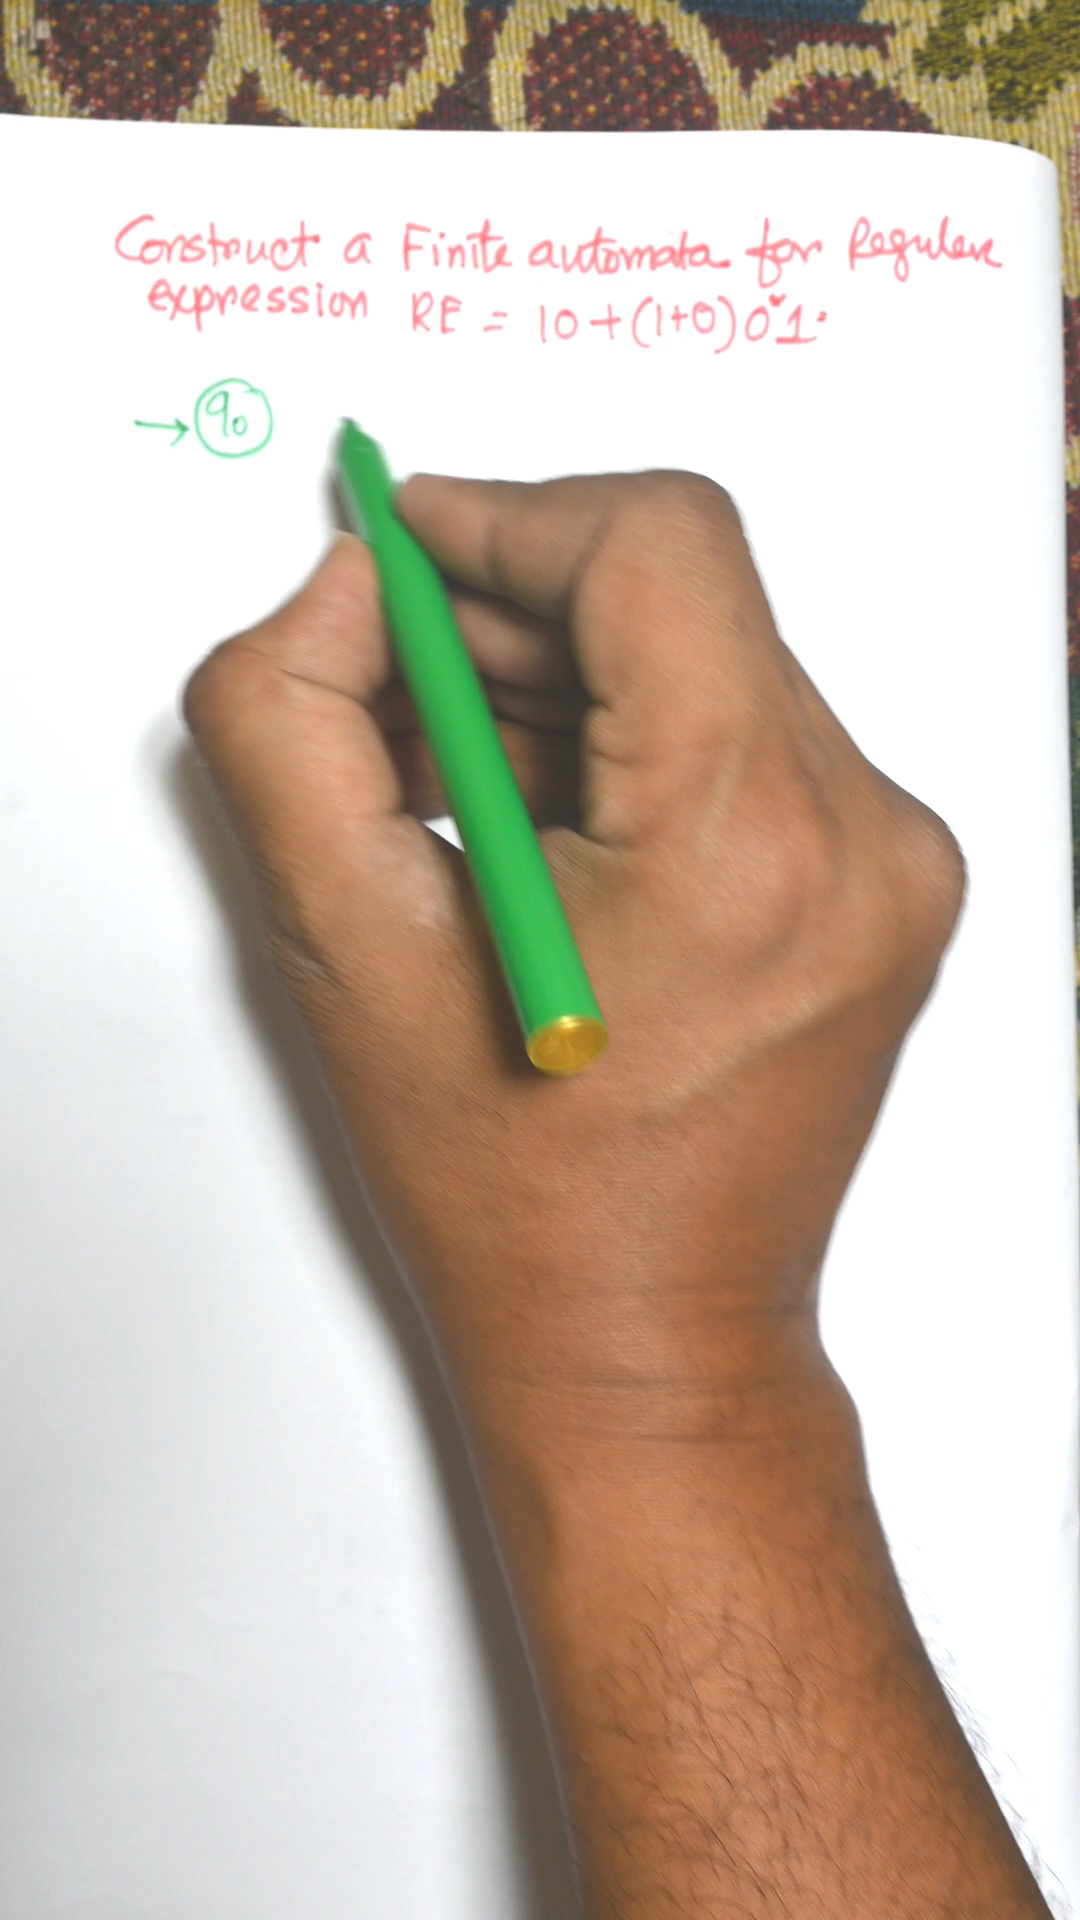 Construct a Finite automata for Regular
expression RE = 10+(1+0)0*1.
→ q0